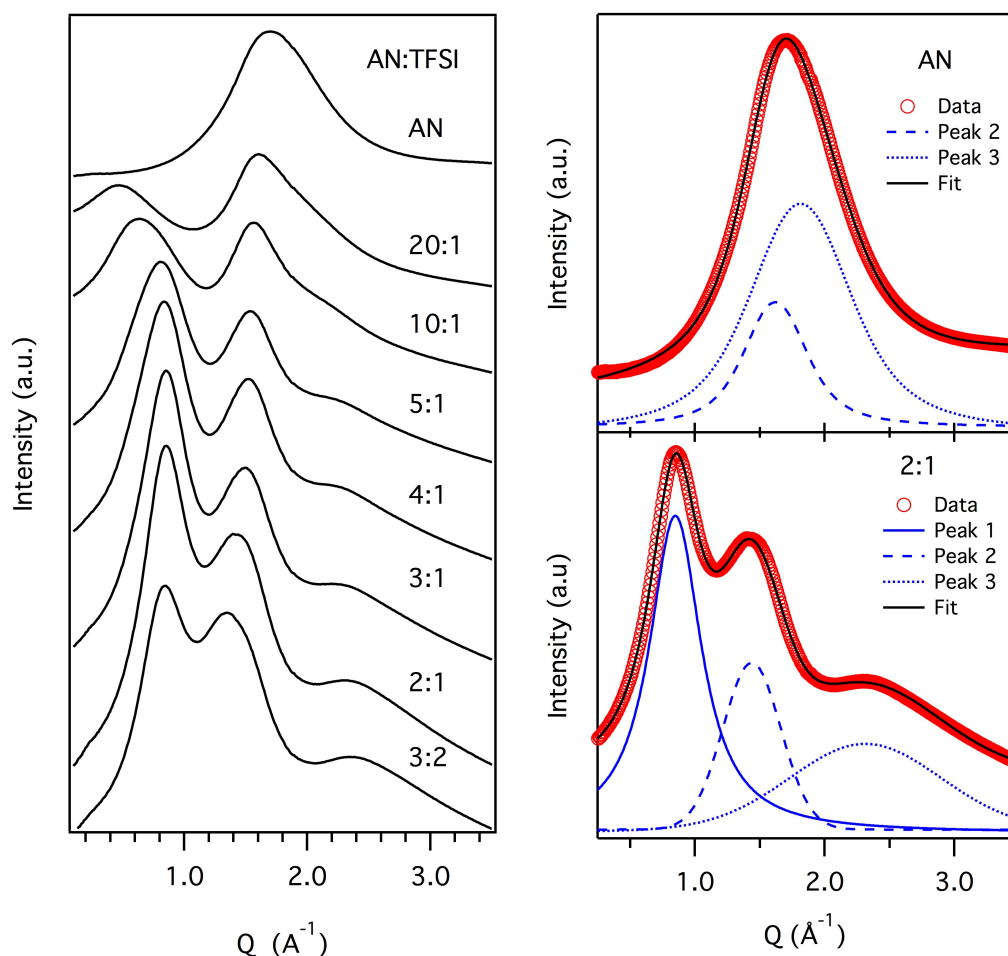 AN:TFSI
AN
20:1
10:1
5:1
4:1
3:1
2:1
3:2
Intensity (a.u.)
1.0 2.0 3.0
Q (A⁻¹)
AN
Data
Peak 2
Peak 3
Fit
Intensity (a.u.)
2:1
Data
Peak 1
Peak 2
Peak 3
Fit
Intensity (a.u)
1.0 2.0 3.0
Q (Å⁻¹)